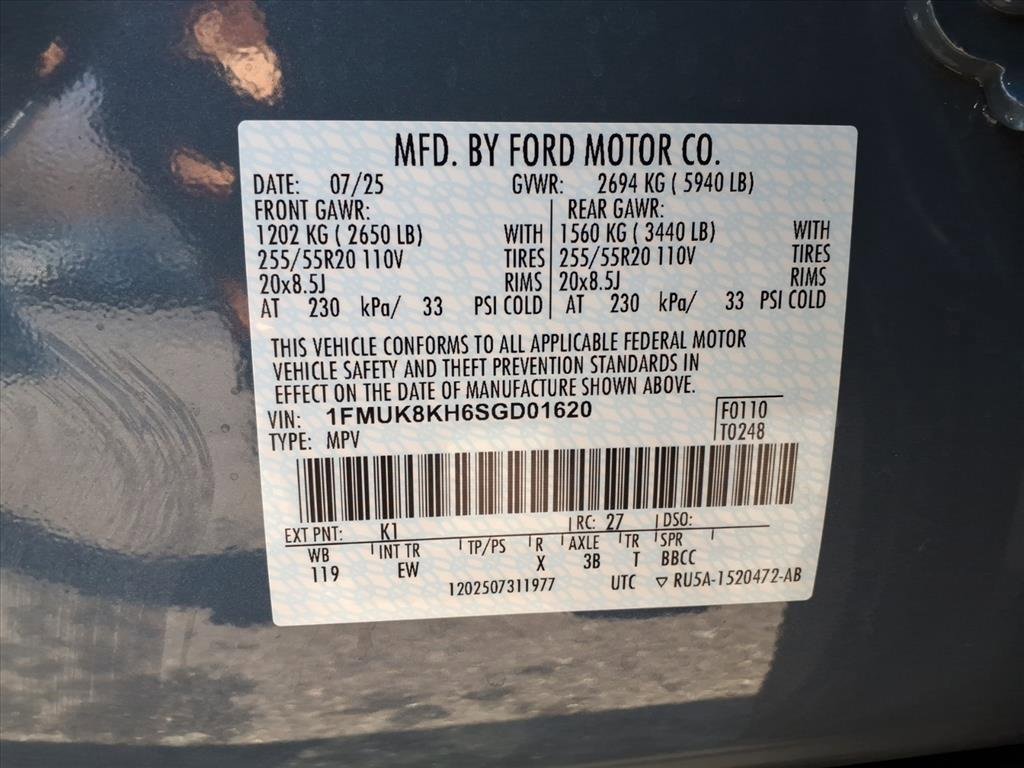 MFD. BY FORD MOTOR CO.
DATE: 07/25 GVWR: 2694 KG ( 5940 LB)
FRONT GAWR: REAR GAWR:
1202 KG ( 2650 LB) WITH 1560 KG ( 3440 LB) WITH
255/55R20 110V TIRES 255/55R20 110V TIRES
20x8.5J RIMS 20x8.5J RIMS
AT 230 kPa/ 33 PSI COLD AT 230 kPa/ 33 PSI COLD
THIS VEHICLE CONFORMS TO ALL APPLICABLE FEDERAL MOTOR
VEHICLE SAFETY AND THEFT PREVENTION STANDARDS IN
EFFECT ON THE DATE OF MANUFACTURE SHOWN ABOVE.
VIN: 1FMUK8KH6SGD01620 F0110
TYPE: MPV T0248
EXT PNT: K1 RC: 27 DSO:
WB INT TR TP/PS R AXLE TR SPR
119 EW X 3B T BBCC
1202507311977 UTC ▽ RU5A-1520472-AB